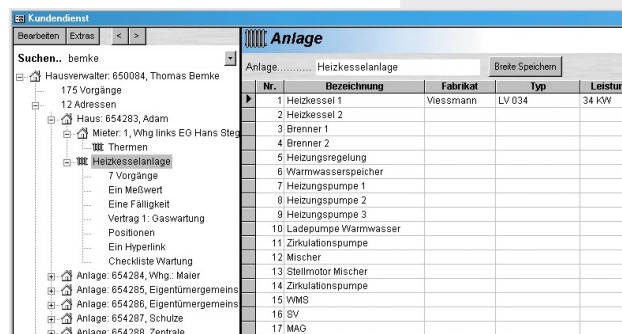 Kundendienst
Bearbeiten Extras < >
Suchen.. bemke
Hausverwalter: 650084, Thomas Bemke
175 Vorgänge
12 Adressen
Haus: 654283, Adam
Mieter: 1, Whg links EG Hans Steg
Thermen
Heizkesselanlage
7 Vorgänge
Ein Meßwert
Eine Fälligkeit
Vertrag 1: Gaswartung
Positionen
Ein Hyperlink
Checkliste Wartung
Anlage: 654284, Whg.: Maier
Anlage: 654285, Eigentümergemeins
Anlage: 654286, Eigentümergemeins
Anlage: 654287, Schulze
Anlage: 654288, Zentrale
Anlage
Anlage........... Heizkesselanlage Breite Speichern
Nr. Bezeichnung Fabrikat Typ Leistur
1 Heizkessel 1 Viessmann LV 034 34 KW
2 Heizkessel 2
3 Brenner 1
4 Brenner 2
5 Heizungsregelung
6 Warmwasserspeicher
7 Heizungspumpe 1
8 Heizungspumpe 2
9 Heizungspumpe 3
10 Ladepumpe Warmwasser
11 Zirkulationspumpe
12 Mischer
13 Stellmotor Mischer
14 Zirkulationspumpe
15 WMS
16 SV
17 MAG